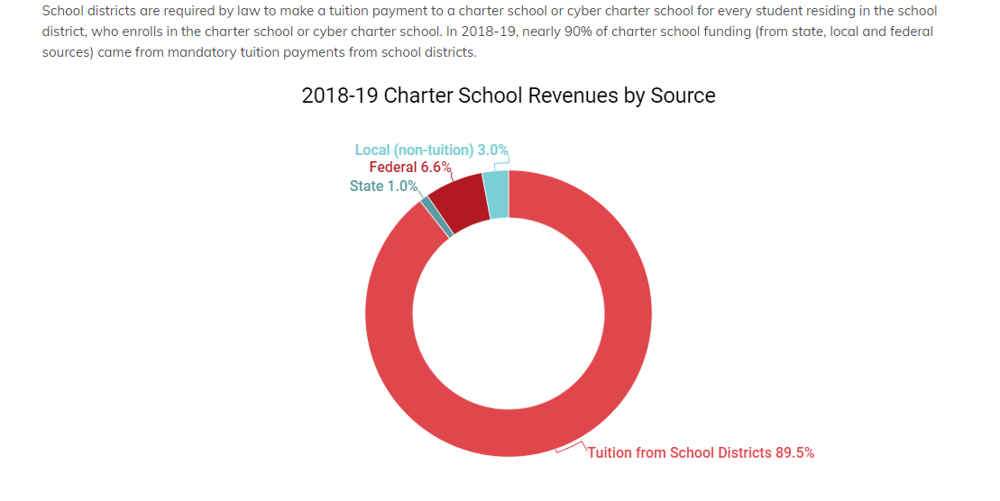 School districts are required by law to make a tuition payment to a charter school or cyber charter school for every student residing in the school
district, who enrolls in the charter school or cyber charter school. In 2018-19, nearly 90% of charter school funding (from state, local and federal
sources) came from mandatory tuition payments from school districts.
2018-19 Charter School Revenues by Source
Local (non-tuition) 3.0%
Federal 6.6%
State 1.0%
Tuition from School Districts 89.5%